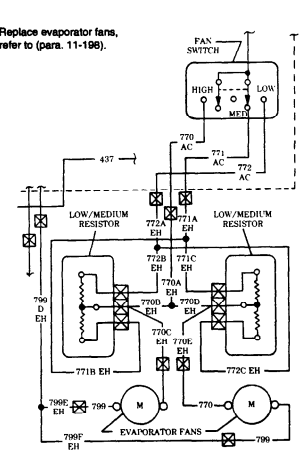 Replace evaporator fans,
refer to (para. 11-198).
FAN
SWITCH
HIGH
LOW
MED
770
AC
771
AC
772
AC
437
772A
EH
771A
EH
LOW/MEDIUM
RESISTOR
LOW/MEDIUM
RESISTOR
772B
EH
771C
EH
770A
EH
799
D
EH
770D
EH
770D
EH
770C
EH
770E
EH
771B EH
772C EH
799E
EH
799
M
770
M
EVAPORATOR FANS
799F
EH
799